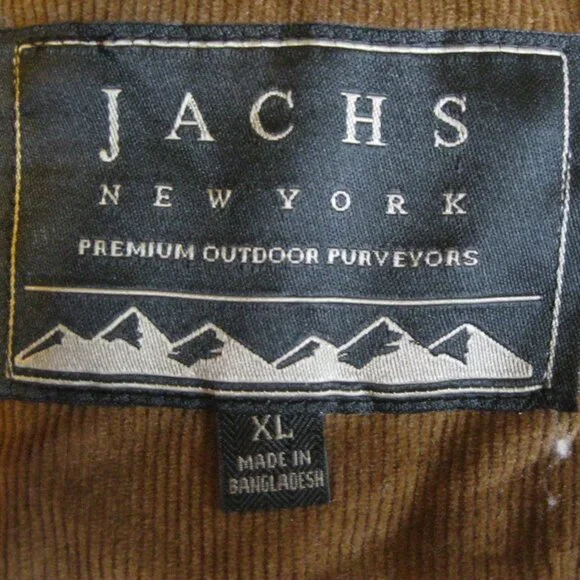 JACHS
NEW YORK
PREMIUM OUTDOOR PURVEYORS
XL
MADE IN
BANGLADESH